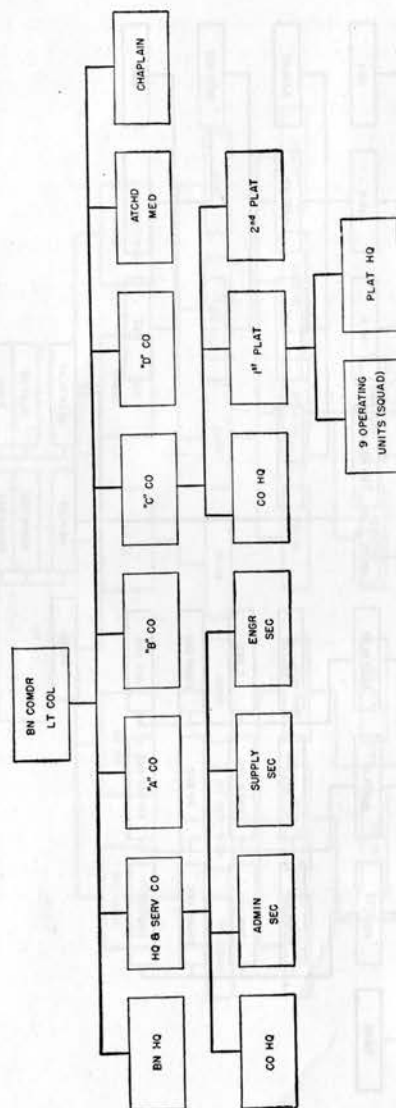 BN COMDR
LT COL
BN HQ
HQ & SERV CO
"A" CO
"B" CO
"C" CO
"D" CO
ATCHD
MED
CHAPLAIN
CO HQ
ADMIN
SEC
SUPPLY
SEC
ENGR
SEC
CO HQ
1st PLAT
2nd PLAT
9 OPERATING
UNITS (SQUAD)
PLAT HQ